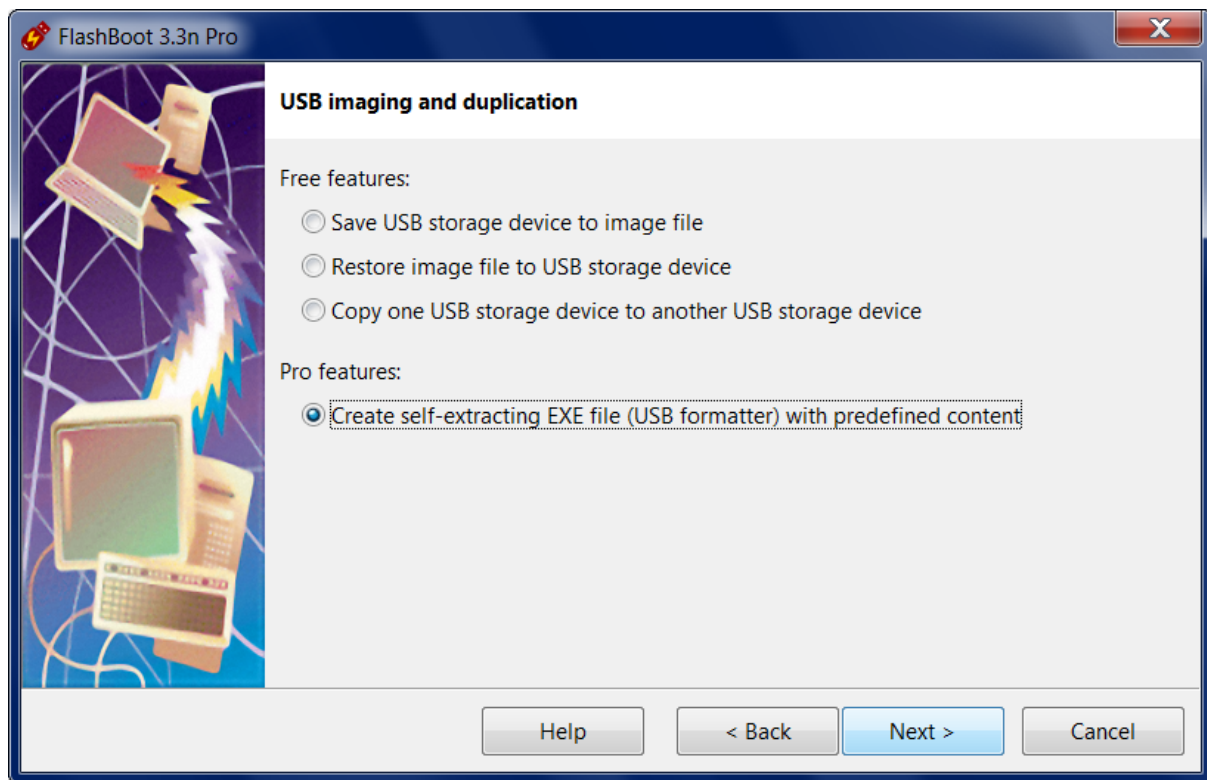 FlashBoot 3.3n Pro
X
USB imaging and duplication
Free features:
Save USB storage device to image file
Restore image file to USB storage device
Copy one USB storage device to another USB storage device
Pro features:
Create self-extracting EXE file (USB formatter) with predefined content
Help
< Back
Next >
Cancel